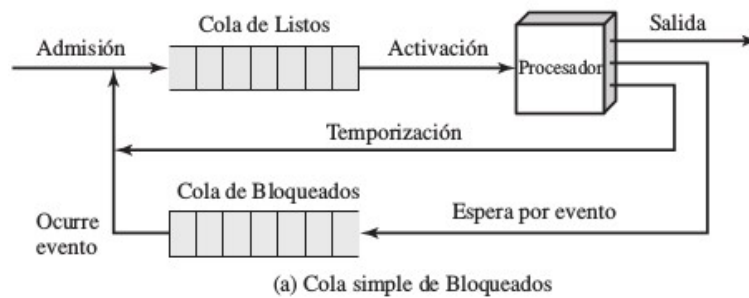 Cola de Listos
Admisión
Activación
Procesador
Salida
Temporización
Cola de Bloqueados
Ocurre
evento
Espera por evento
(a) Cola simple de Bloqueados